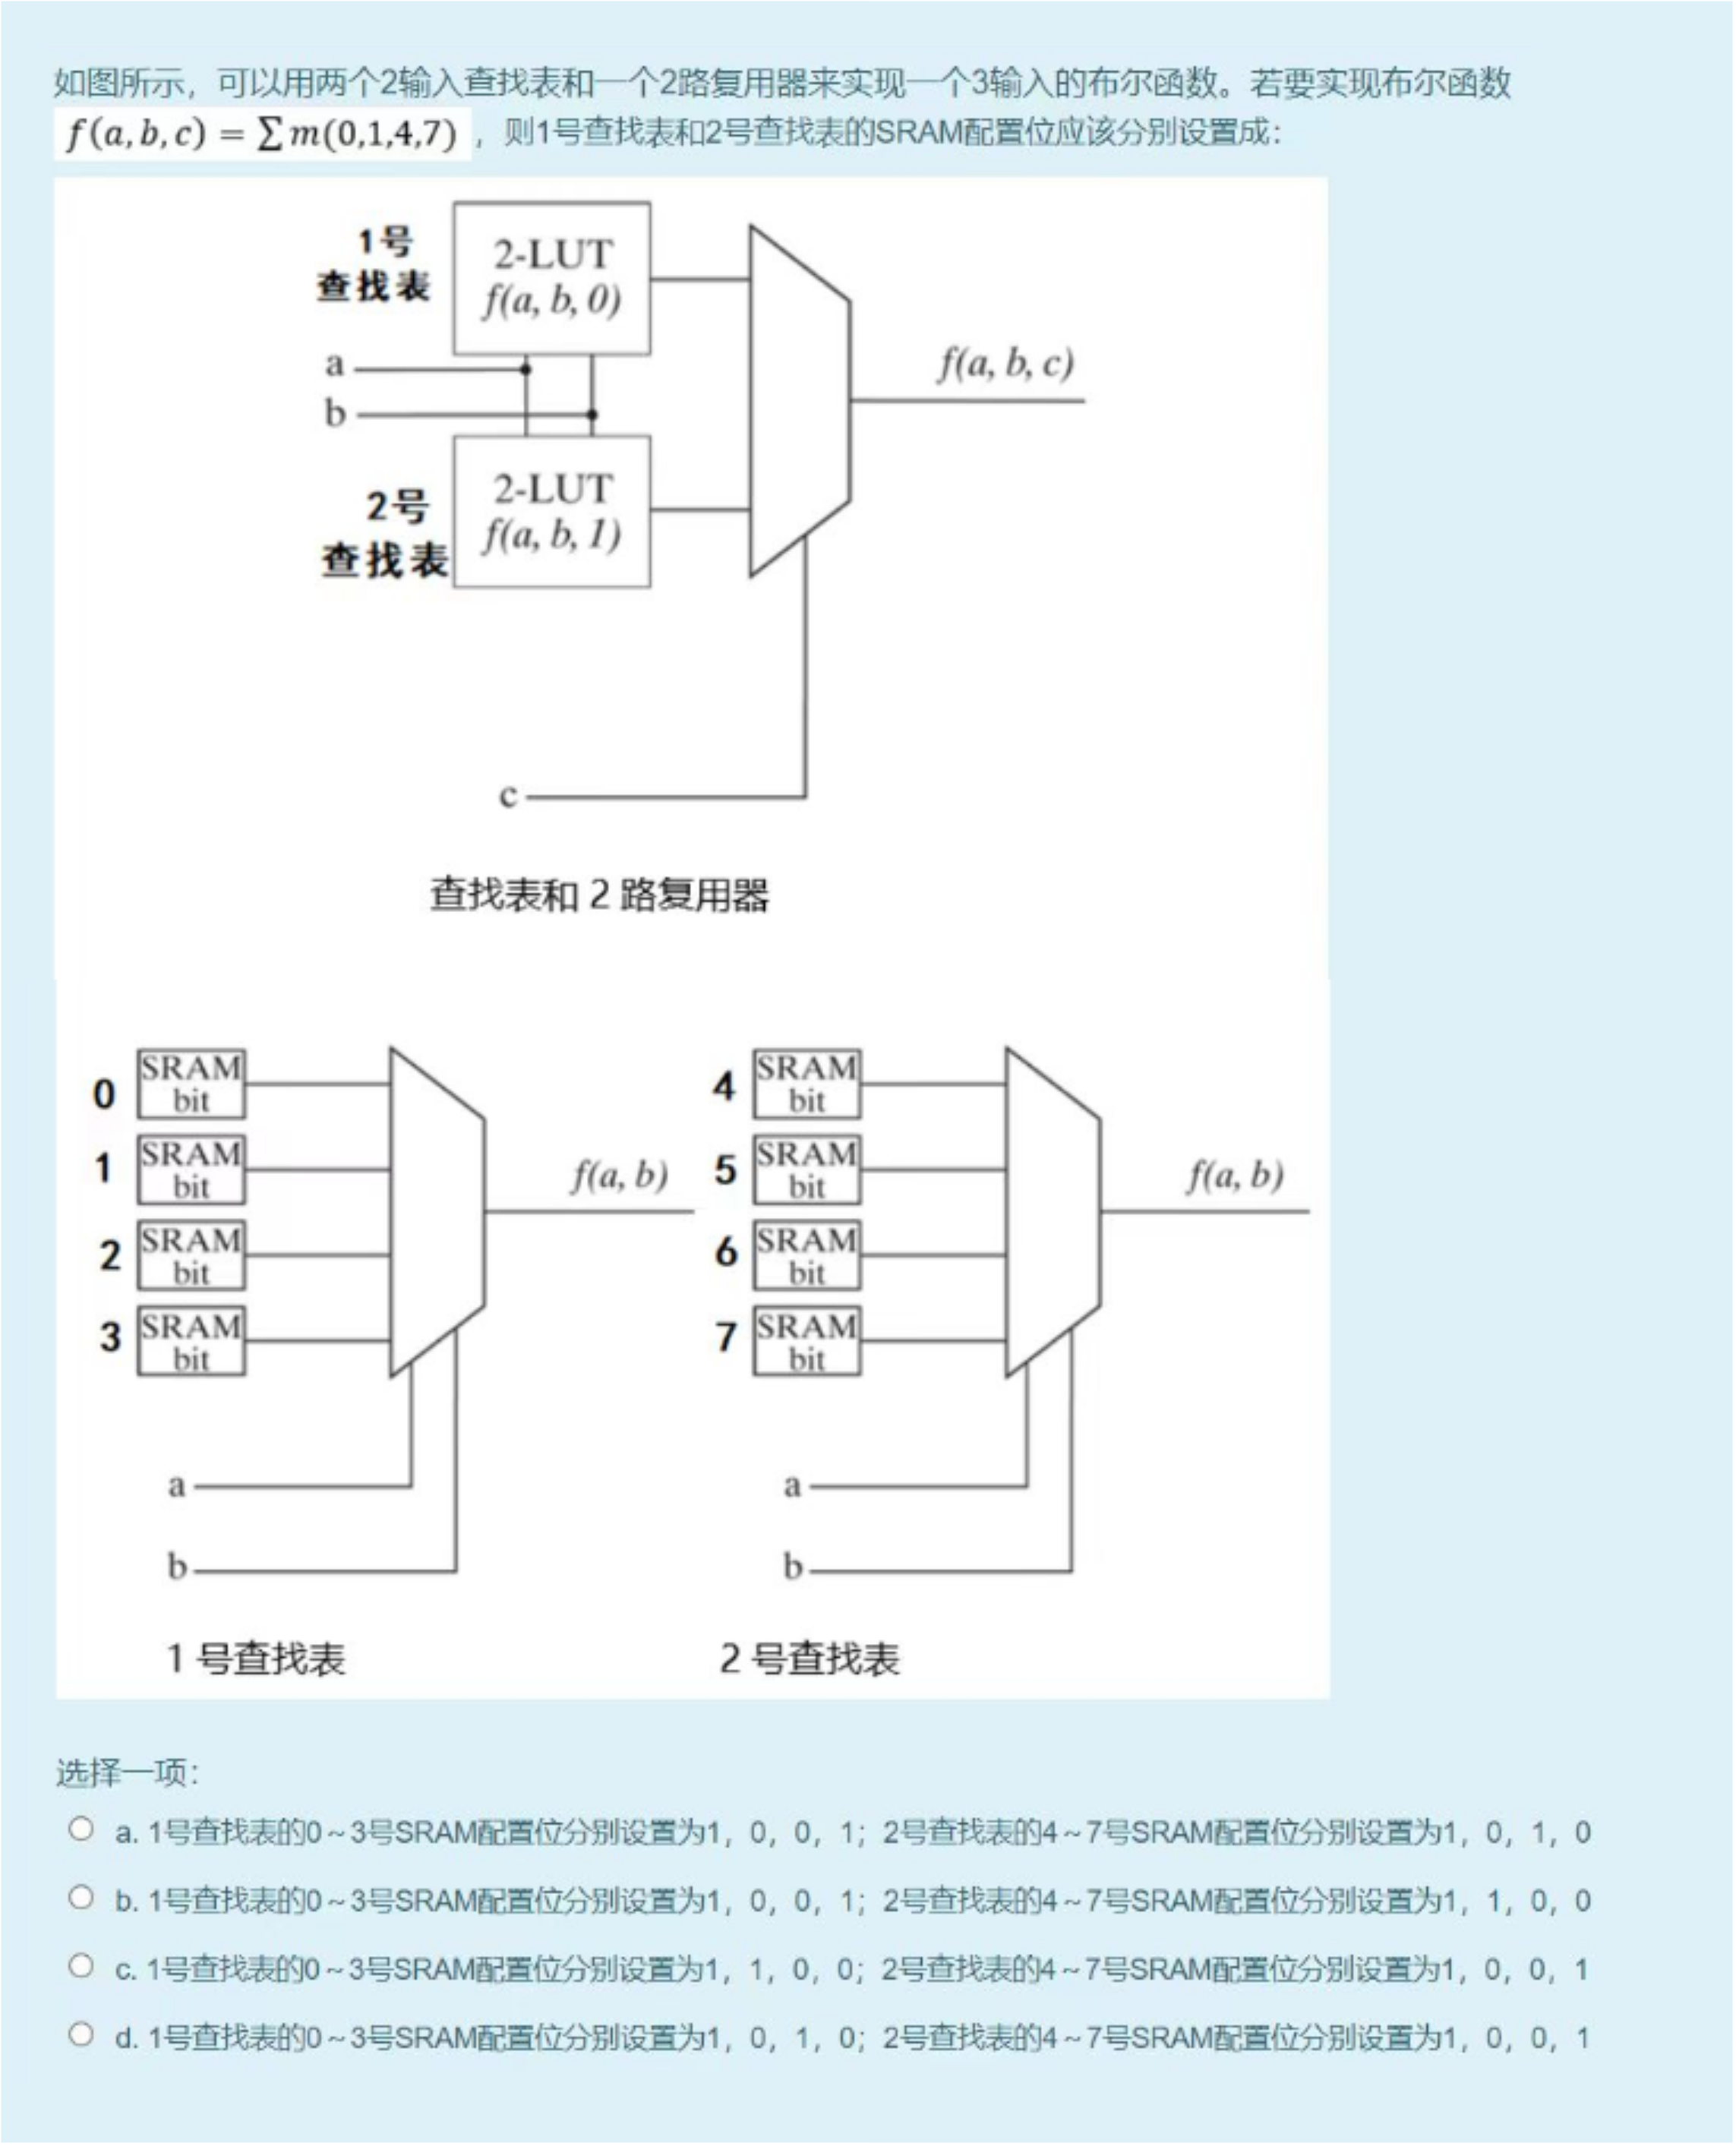 如图所示，可以用两个2输入查找表和一个2路复用器来实现一个3输入的布尔函数。若要实现布尔函数
f(a,b,c) = ∑m(0,1,4,7)，则1号查找表和2号查找表的SRAM配置位应该分别设置成：
1号
查找表
2-LUT
f(a, b, 0)
a
b
f(a, b, c)
2号
查找表
2-LUT
f(a, b, 1)
c
查找表和 2 路复用器
0 SRAM bit
1 SRAM bit
2 SRAM bit
3 SRAM bit
f(a, b)
a
b
1 号查找表
4 SRAM bit
5 SRAM bit
6 SRAM bit
7 SRAM bit
f(a, b)
a
b
2 号查找表
选择一项：
a. 1号查找表的0～3号SRAM配置位分别设置为1，0，0，1；2号查找表的4～7号SRAM配置位分别设置为1，0，1，0
b. 1号查找表的0～3号SRAM配置位分别设置为1，0，0，1；2号查找表的4～7号SRAM配置位分别设置为1，1，0，0
c. 1号查找表的0～3号SRAM配置位分别设置为1，1，0，0；2号查找表的4～7号SRAM配置位分别设置为1，0，0，1
d. 1号查找表的0～3号SRAM配置位分别设置为1，0，1，0；2号查找表的4～7号SRAM配置位分别设置为1，0，0，1